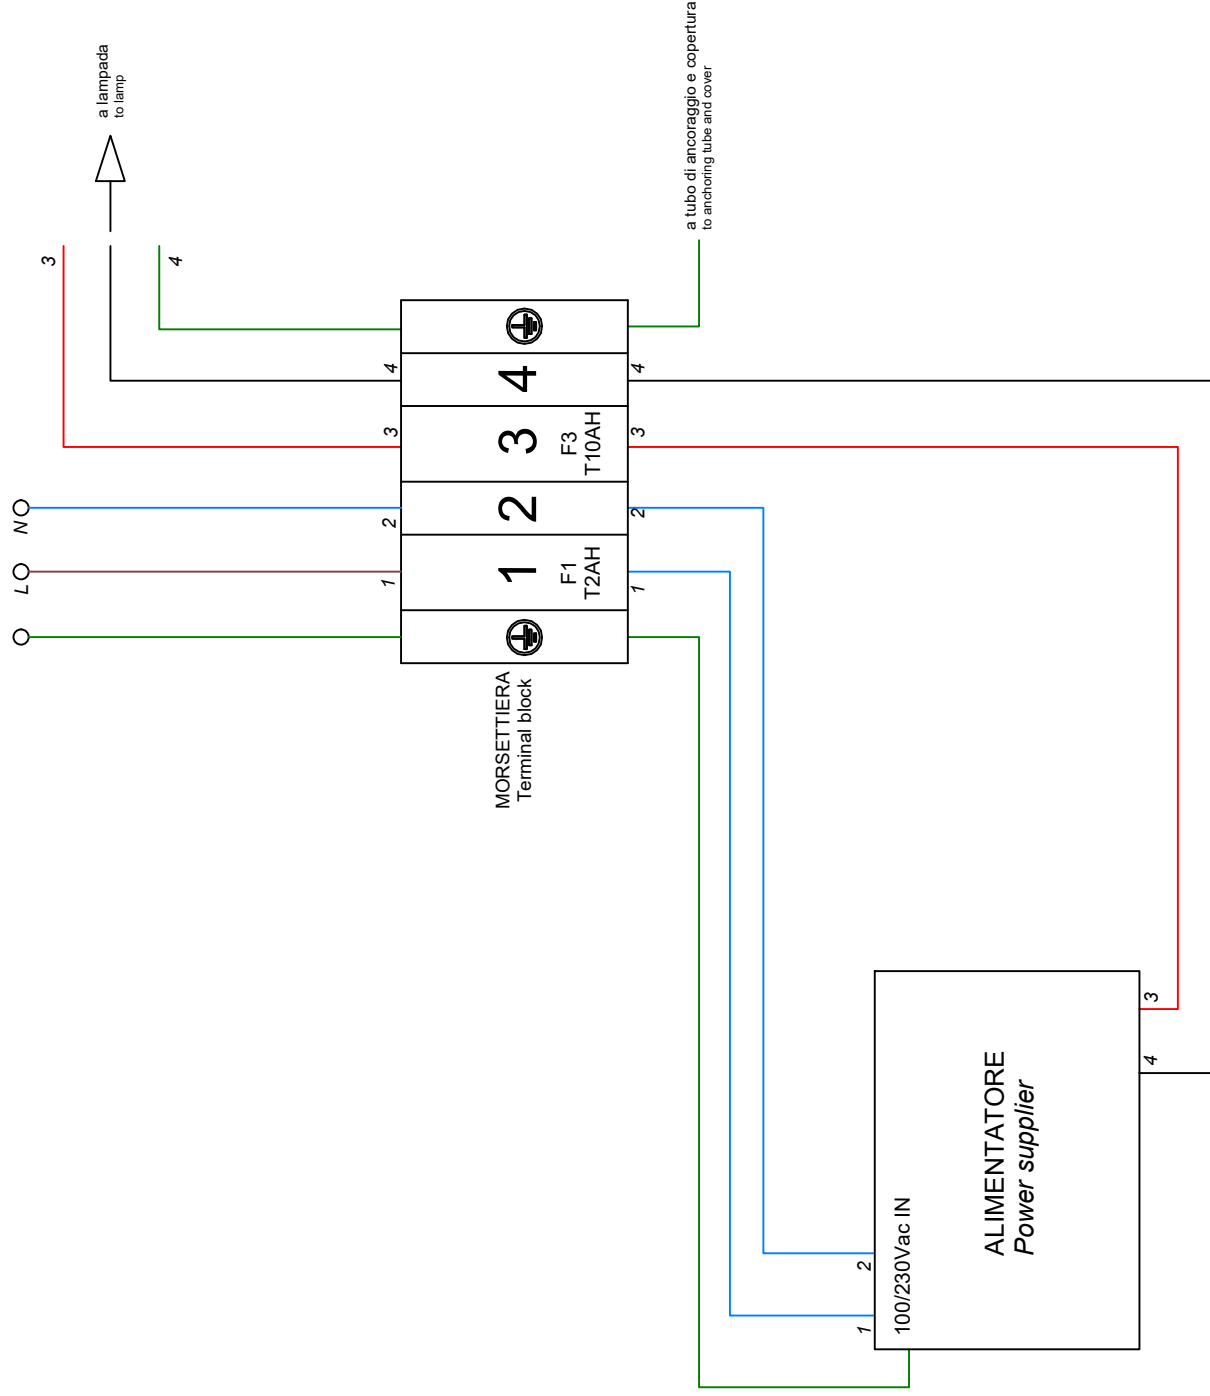 a lampada
to lamp
3
4
a tubo di ancoraggio e copertura
to anchoring tube and cover
N
L
4
3
2
1
4
3
F3
T10AH
2
1
F1
T2AH
4
3
2
1
MORSETTIERA
Terminal block
3
4
2
1
100/230Vac IN
ALIMENTATORE
Power supplier